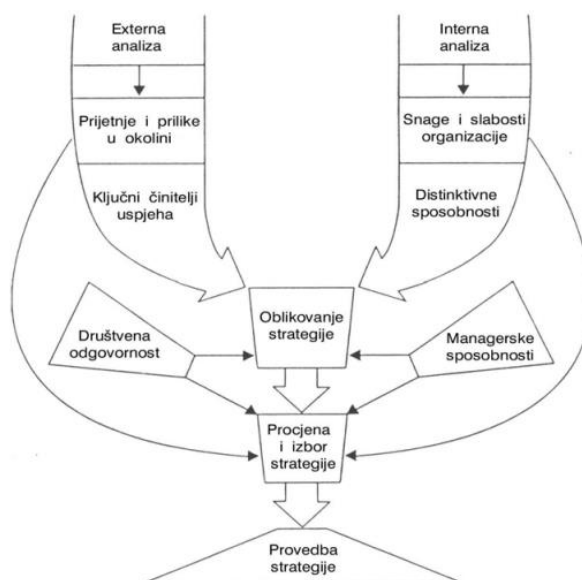 Externa
analiza
Interna
analiza
Prijetnje i prilike
u okolini
Snage i slabosti
organizacije
Ključni činitelji
uspjeha
Distinktivne
sposobnosti
Oblikovanje
strategije
Društvena
odgovornost
Managerske
sposobnosti
Procjena
i izbor
strategije
Provedba
strategije